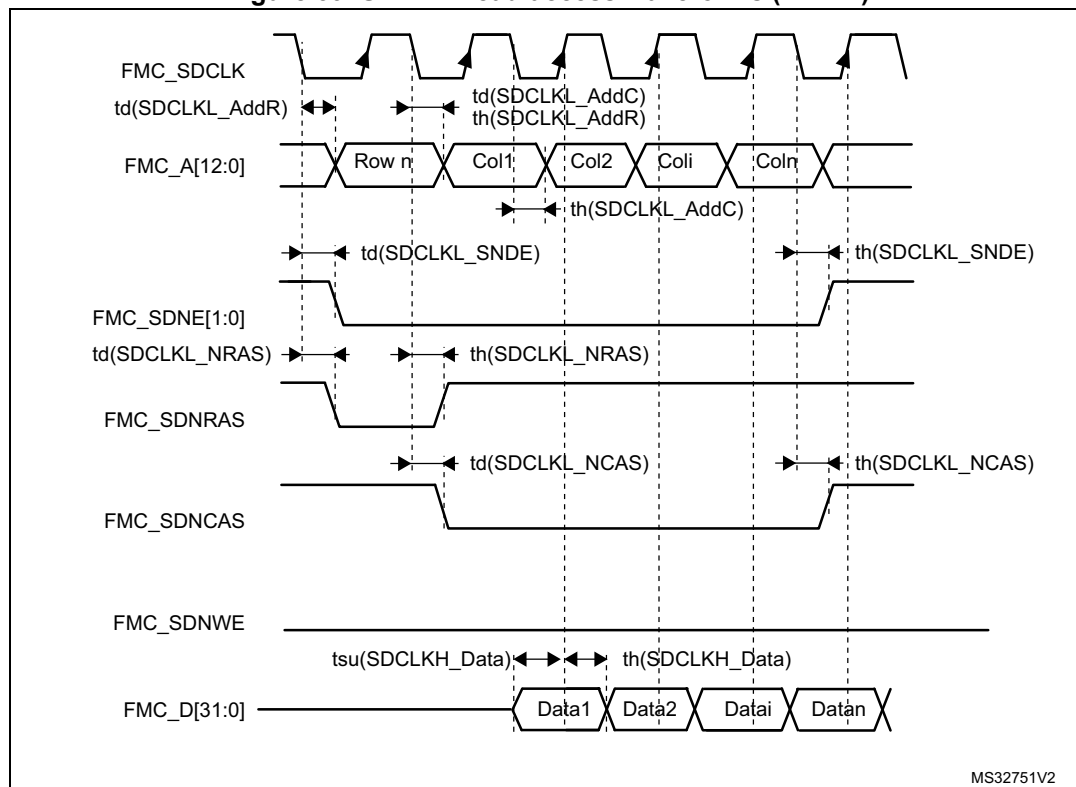 FMC_SDCLK
td(SDCLKL_AddR)
td(SDCLKL_AddC)
th(SDCLKL_AddR)
FMC_A[12:0]
Row n
Col1
Col2
Coli
Coln
th(SDCLKL_AddC)
td(SDCLKL_SNDE)
th(SDCLKL_SNDE)
FMC_SDNE[1:0]
td(SDCLKL_NRAS)
th(SDCLKL_NRAS)
FMC_SDNRAS
td(SDCLKL_NCAS)
th(SDCLKL_NCAS)
FMC_SDNCAS
FMC_SDNWE
tsu(SDCLKH_Data)
th(SDCLKH_Data)
FMC_D[31:0]
Data1
Data2
Datai
Datan
MS32751V2